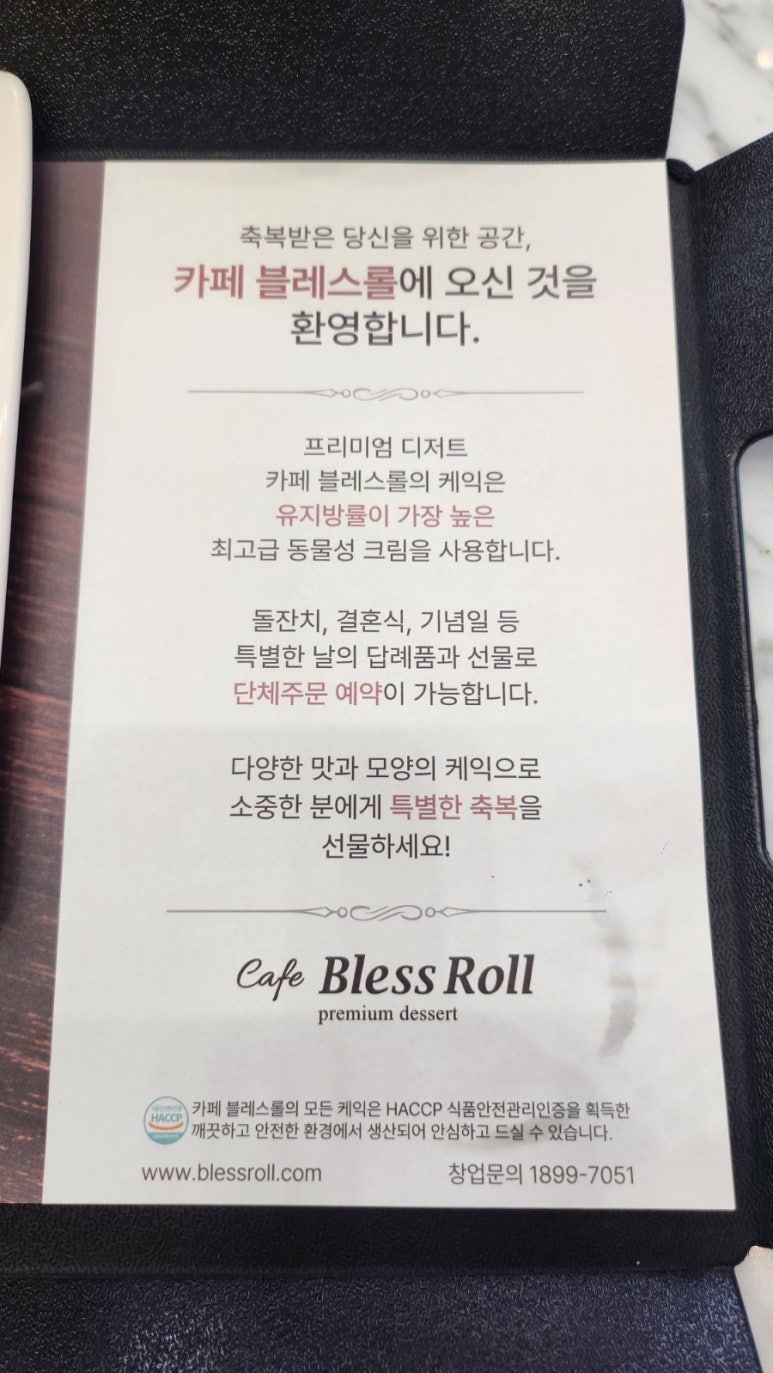 축복받은 당신을 위한 공간,
카페 블레스롤에 오신 것을
환영합니다.
프리미엄 디저트
카페 블레스롤의 케익은
유지방률이 가장 높은
최고급 동물성 크림을 사용합니다.
돌잔치, 결혼식, 기념일 등
특별한 날의 답례품과 선물로
단체주문 예약이 가능합니다.
다양한 맛과 모양의 케익으로
소중한 분에게 특별한 축복을
선물하세요!
Cafe Bless Roll
premium dessert
HACCP
카페 블레스롤의 모든 케익은 HACCP 식품안전관리인증을 획득한
깨끗하고 안전한 환경에서 생산되어 안심하고 드실 수 있습니다.
www.blessroll.com 창업문의 1899-7051